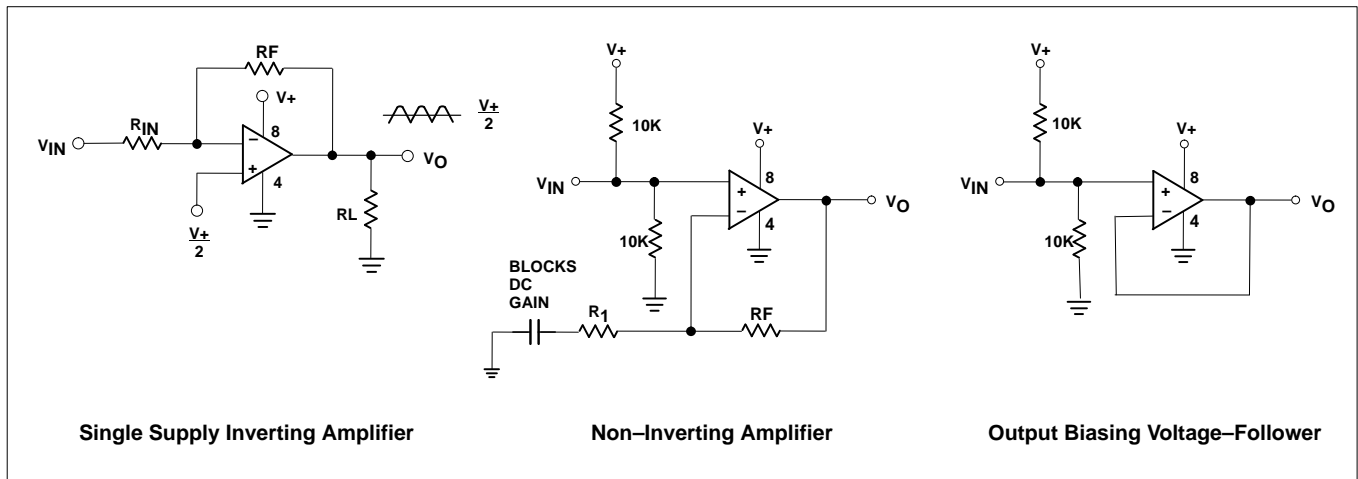 RF
V+
V+
2
RIN
8
VIN
−
+
VO
4
RL
V+
2
V+
10K
V+
8
VIN
+
−
VO
4
10K
BLOCKS
DC
GAIN
R1
RF
V+
10K
V+
8
VIN
+
−
VO
4
10K
Single Supply Inverting Amplifier
Non–Inverting Amplifier
Output Biasing Voltage–Follower